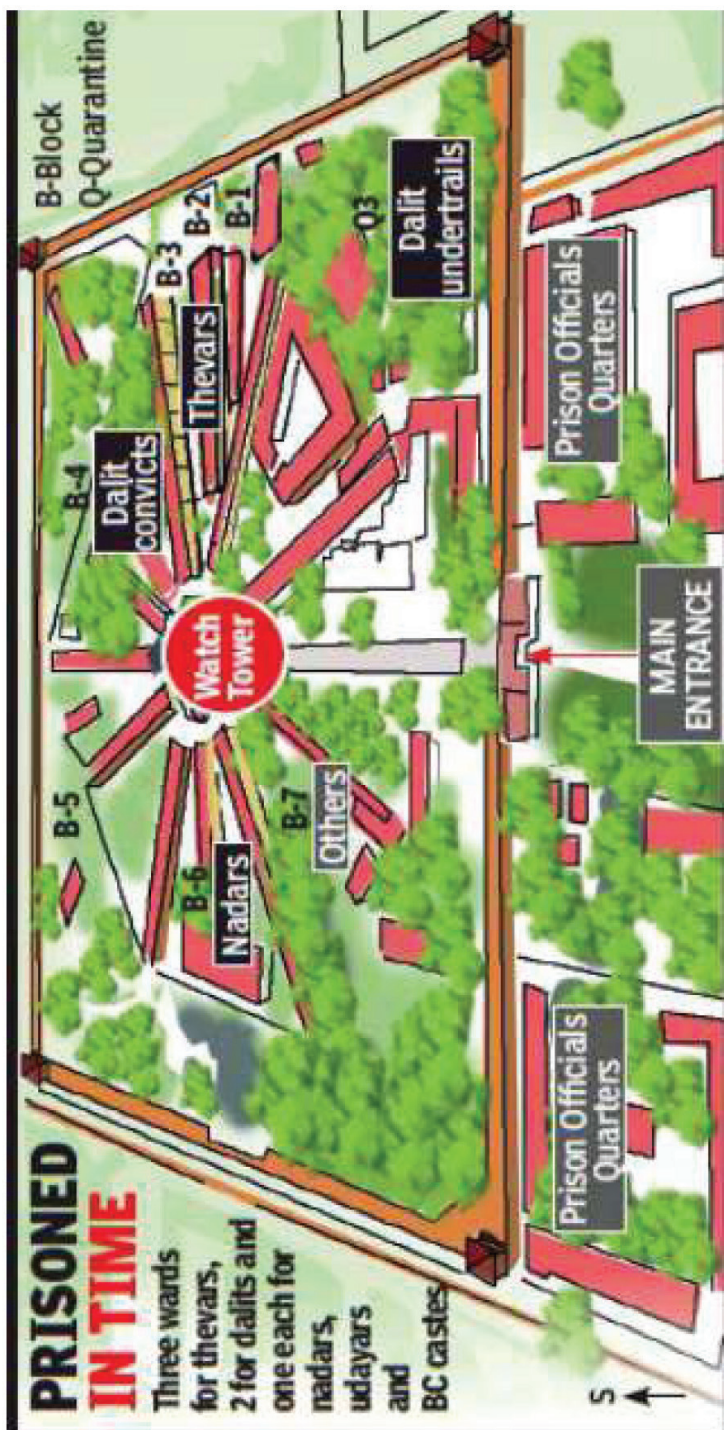 PRISONED
IN TIME
Three wards
for thevars,
2 for dalits and
one each for
nadars,
udayars
and
BC castes
B-Block
Q-Quarantine
B-5
B-4
B-3
B-2
B-1
Dalit
convicts
Thevars
B-6
Nadars
Watch
Tower
B-7
Others
Q3
Dalit
undertrails
Prison Officials
Quarters
MAIN
ENTRANCE
Prison Officials
Quarters
S